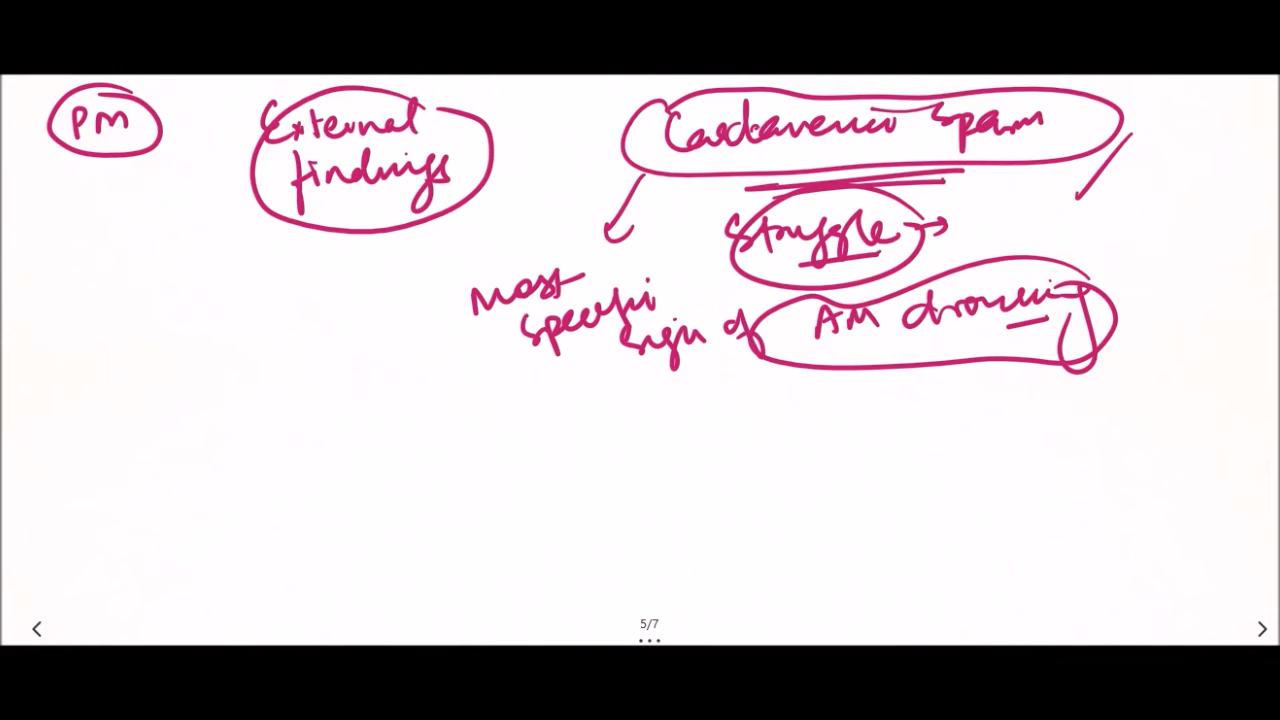 PM
External
findings
Cadaveric Spasm
Struggle →
Most
specific
sign of
AM drowning
5/7